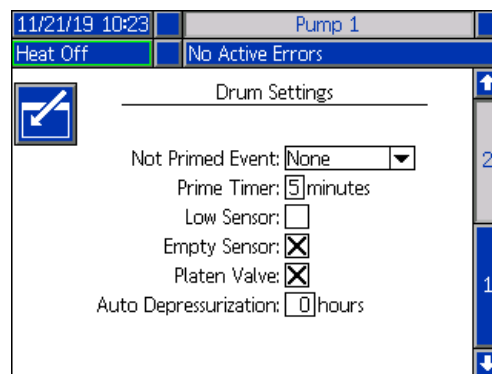 11/21/19 10:23 Pump 1
Heat Off No Active Errors
Drum Settings
Not Primed Event: None
Prime Timer: 5 minutes
Low Sensor:
Empty Sensor:
Platen Valve:
Auto Depressurization: 0 hours
2
1